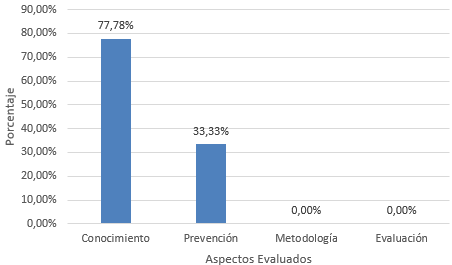 90,00%
80,00%
70,00%
60,00%
50,00%
40,00%
30,00%
20,00%
10,00%
0,00%
Porcentaje
77,78%
33,33%
0,00%
0,00%
Conocimiento
Prevención
Metodología
Evaluación
Aspectos Evaluados